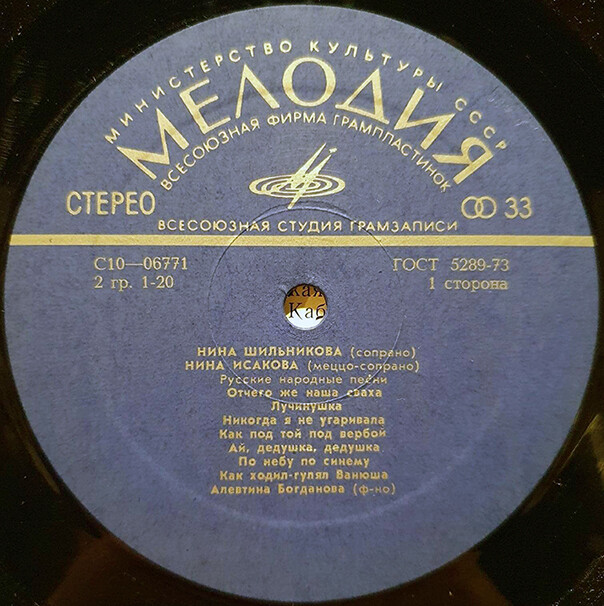 МИНИСТЕРСТВО КУЛЬТУРЫ СССР
МЕЛОДИЯ
ВСЕСОЮЗНАЯ ФИРМА ГРАМПЛАСТИНОК
СТЕРЕО
33
ВСЕСОЮЗНАЯ СТУДИЯ ГРАМЗАПИСИ
С10—06771
ГОСТ 5289-73
2 гр. 1-20
1 сторона
кая
Каб
НИНА ШИЛЬНИКОВА (сопрано)
НИНА ИСАКОВА (меццо-сопрано)
Русские народные песни
Отчего же наша сваха
Лучинушка
Никогда я не угаривала
Как под той под вербой
Ай, дедушка, дедушка
По небу по синему
Как ходил-гулял Ванюша
Алевтина Богданова (ф-но)